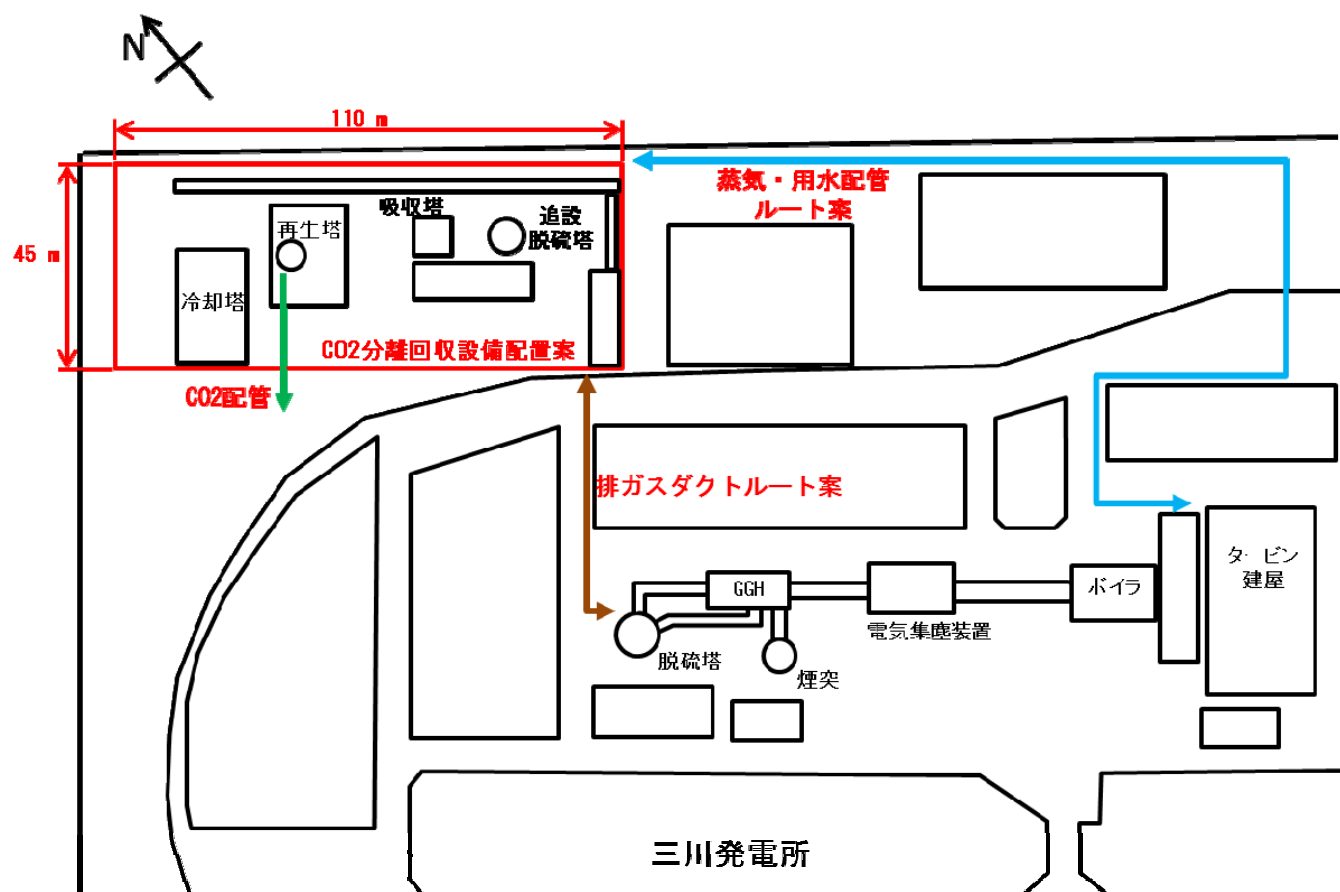 N
110 m
蒸気・用水配管
ルート案
吸収塔
追設
脱硫塔
再生塔
45 m
冷却塔
CO2分離回収設備配置案
CO2配管
排ガスダクトルート案
タービン
建屋
GGH
ボイラ
電気集塵装置
脱硫塔
煙突
三川発電所